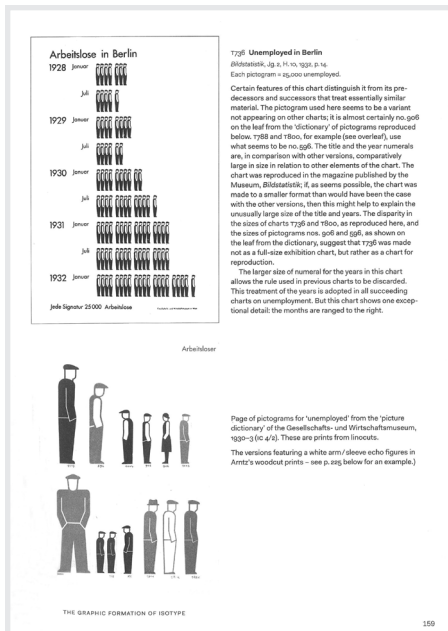 Arbeitslose in Berlin
1928 Januar
Juli
1929 Januar
Juli
1930 Januar
Juli
1931 Januar
Juli
1932 Januar
Jede Signatur 25000 Arbeitslose
T736 Unemployed in Berlin
Bildstatistik, Jg. 2, H. 10, 1932, p. 14.
Each pictogram = 25,000 unemployed.
Certain features of this chart distinguish it from its pre-
decessors and successors that treat essentially similar
material. The pictogram used here seems to be a variant
not appearing on other charts; it is almost certainly no. 906
on the leaf from the ‘dictionary’ of pictograms reproduced
below. T788 and T800, for example (see overleaf), use
what seems to be no. 596. The title and the year numerals
are, in comparison with other versions, comparatively
large in size in relation to other elements of the chart. The
chart was reproduced in the magazine published by the
Museum, Bildstatistik; if, as seems possible, the chart was
made to a smaller format than would have been the case
with the other versions, then this might help to explain the
unusually large size of the title and years. The disparity in
the sizes of charts T736 and T800, as reproduced here, and
the sizes of pictograms nos. 906 and 596, as shown on
the leaf from the dictionary, suggest that T736 was made
not as a full-size exhibition chart, but rather as a chart for
reproduction.
The larger size of numeral for the years in this chart
allows the rule used in previous charts to be discarded.
This treatment of the years is adopted in all succeeding
charts on unemployment. But this chart shows one excep-
tional detail: the months are ranged to the right.
Arbeitsloser
Page of pictograms for ‘unemployed’ from the ‘picture
dictionary’ of the Gesellschafts- und Wirtschaftsmuseum,
1930–3 (IC 4/2). These are prints from linocuts.
The versions featuring a white arm/sleeve echo figures in
Arntz’s woodcut prints – see p. 225 below for an example.)
THE GRAPHIC FORMATION OF ISOTYPE
159